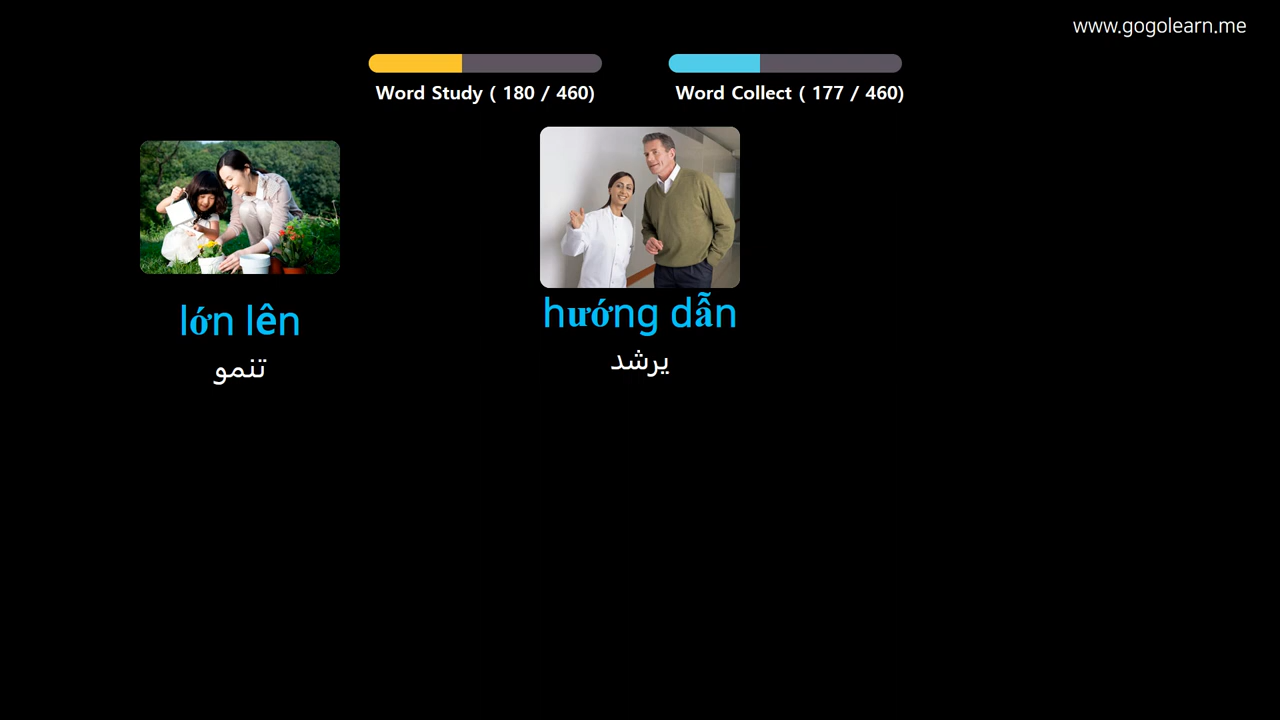 www.gogolearn.me
Word Study ( 180 / 460)
Word Collect ( 177 / 460)
lớn lên
تنمو
hướng dẫn
يرشد